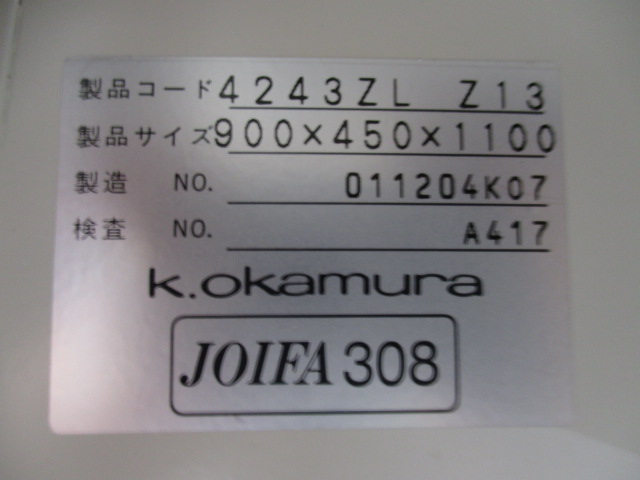 製品コード 4243ZL Z13
製品サイズ 900×450×1100
製造 NO. 011204K07
検査 NO. A417
k.okamura
JOIFA 308